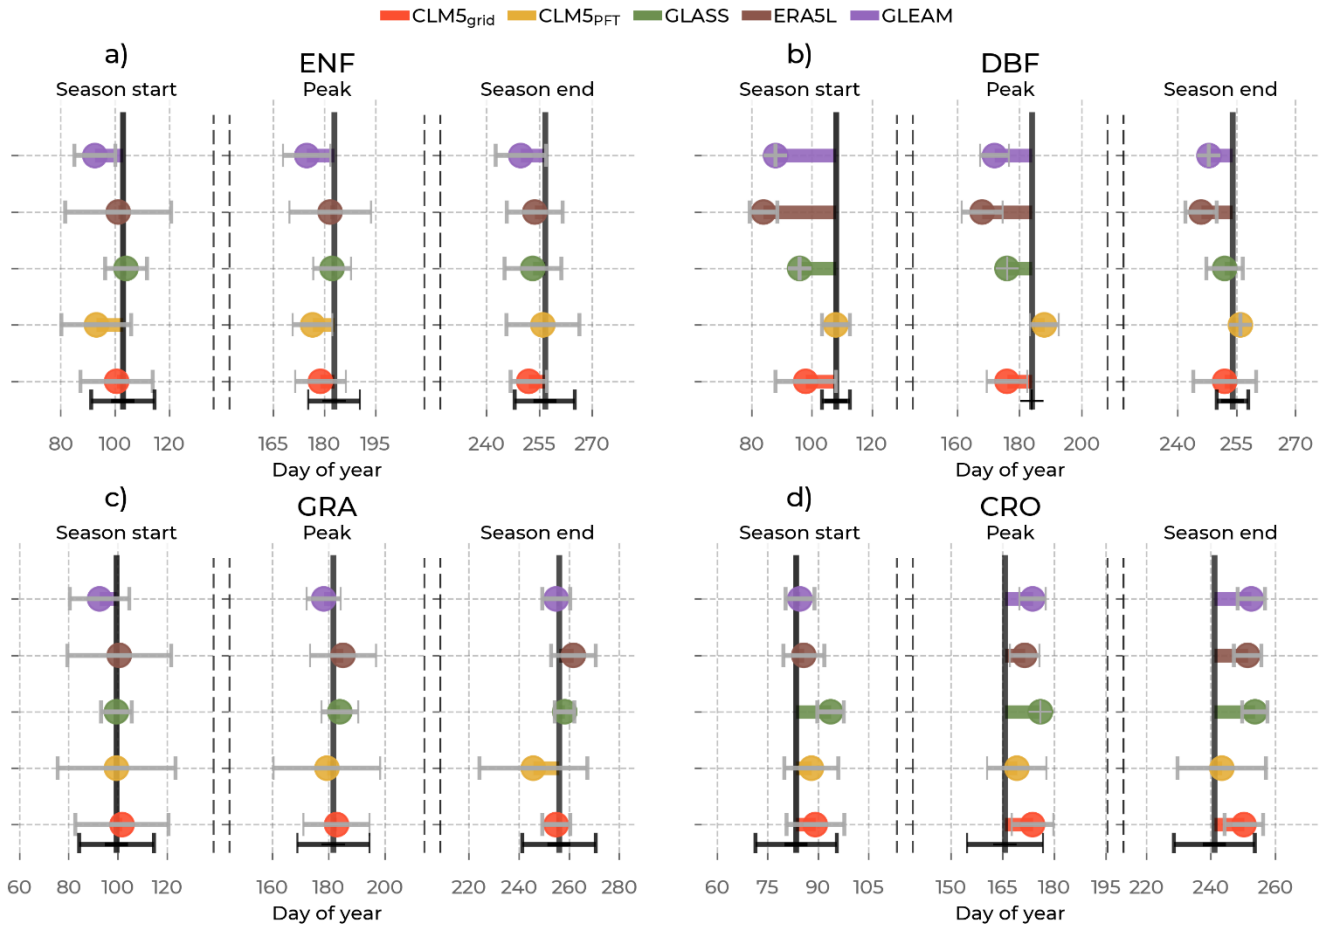 CLM5grid CLM5PFT GLASS ERA5L GLEAM
a) ENF
Season start Peak Season end
80 100 120 165 180 195 240 255 270
Day of year
b) DBF
Season start Peak Season end
80 100 120 160 180 200 240 255 270
Day of year
c) GRA
Season start Peak Season end
60 80 100 120 160 180 200 220 240 260 280
Day of year
d) CRO
Season start Peak Season end
60 75 90 105 150 165 180 195 220 240 260
Day of year